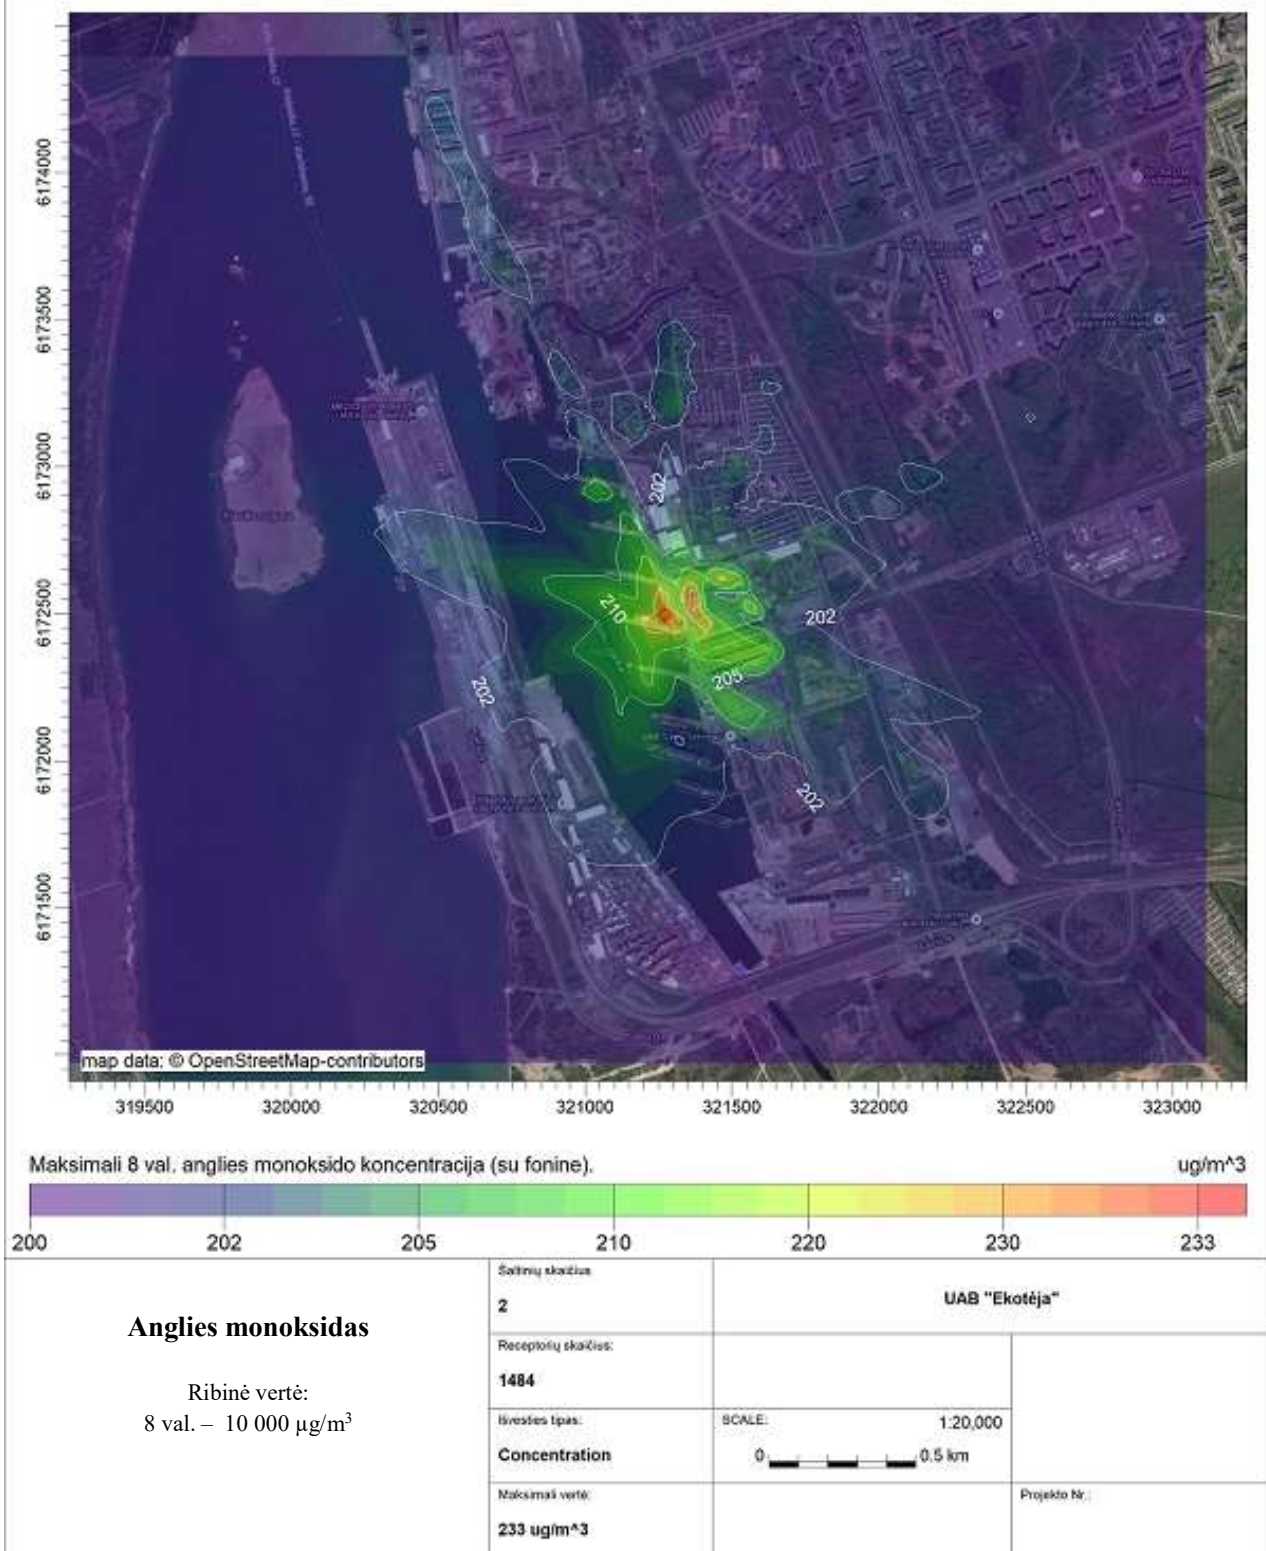 6174000
6173500
6173000
6172500
6172000
6171500
202
210
202
205
202
202
map data; © OpenStreetMap-contributors
319500 320000 320500 321000 321500 322000 322500 323000
Maksimali 8 val. anglies monoksido koncentracija (su fonine). ug/m^3
200 202 205 210 220 230 233
Anglies monoksidas
Ribinė vertė:
8 val. – 10 000 µg/m³
Šaltinių skaičius
2
UAB "Ekotėja"
Receptorių skaičius:
1484
Išvesties tipas:
Concentration
SCALE: 1:20,000
0 0.5 km
Maksimali vertė:
233 ug/m^3
Projekto Nr.: